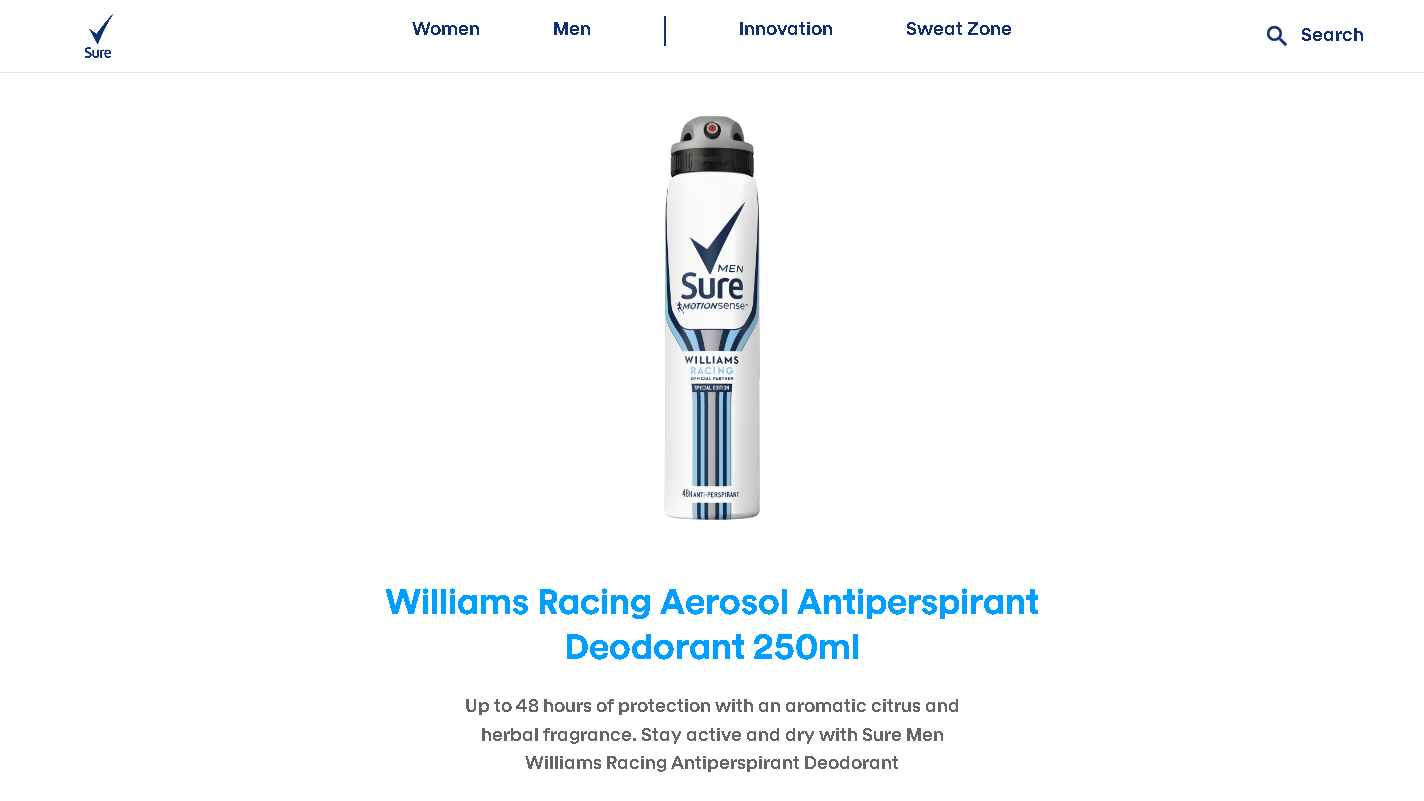 Sure
Women
Men
Innovation
Sweat Zone
Search
MEN
Sure
MOTIONsense™
WILLIAMS
RACING
OFFICIAL PARTNER
SPECIAL EDITION
48H ANTI-PERSPIRANT
Williams Racing Aerosol Antiperspirant
Deodorant 250ml
Up to 48 hours of protection with an aromatic citrus and
herbal fragrance. Stay active and dry with Sure Men
Williams Racing Antiperspirant Deodorant